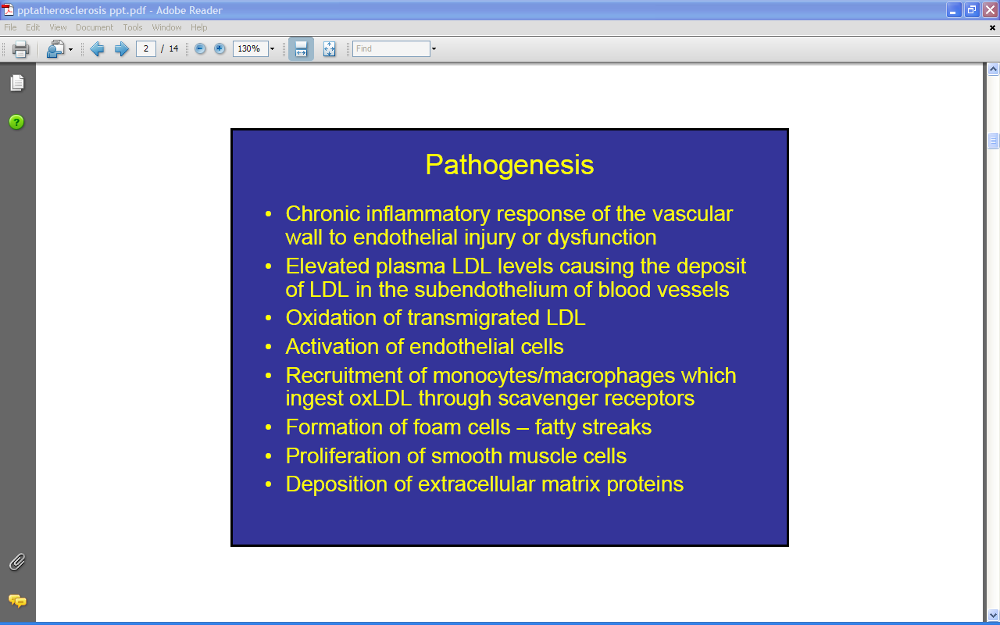 pptatherosclerosis ppt.pdf - Adobe Reader
File Edit View Document Tools Window Help
2 / 14 130% Find
Pathogenesis
• Chronic inflammatory response of the vascular
wall to endothelial injury or dysfunction
• Elevated plasma LDL levels causing the deposit
of LDL in the subendothelium of blood vessels
• Oxidation of transmigrated LDL
• Activation of endothelial cells
• Recruitment of monocytes/macrophages which
ingest oxLDL through scavenger receptors
• Formation of foam cells – fatty streaks
• Proliferation of smooth muscle cells
• Deposition of extracellular matrix proteins